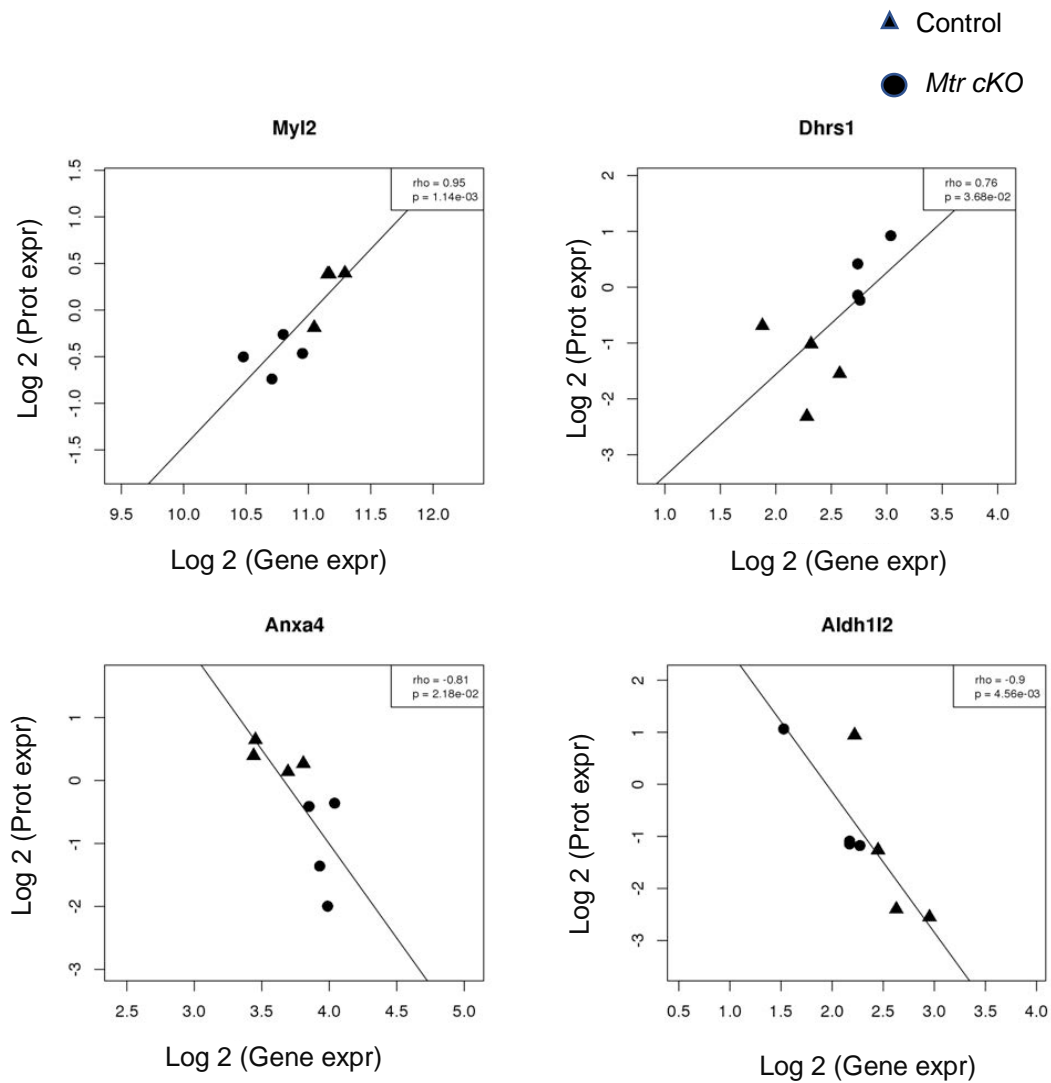 Control
Mtr cKO
Myl2
rho = 0.95
p = 1.14e-03
Log 2 (Prot expr)
1.5
1.0
0.5
0.0
-0.5
-1.0
-1.5
9.5 10.0 10.5 11.0 11.5 12.0
Log 2 (Gene expr)
Dhrs1
rho = 0.76
p = 3.68e-02
Log 2 (Prot expr)
2
1
0
-1
-2
-3
1.0 1.5 2.0 2.5 3.0 3.5 4.0
Log 2 (Gene expr)
Anxa4
rho = -0.81
p = 2.18e-02
Log 2 (Prot expr)
1
0
-1
-2
-3
2.5 3.0 3.5 4.0 4.5 5.0
Log 2 (Gene expr)
Aldh1l2
rho = -0.9
p = 4.56e-03
Log 2 (Prot expr)
2
1
0
-1
-2
-3
0.5 1.0 1.5 2.0 2.5 3.0 3.5 4.0
Log 2 (Gene expr)